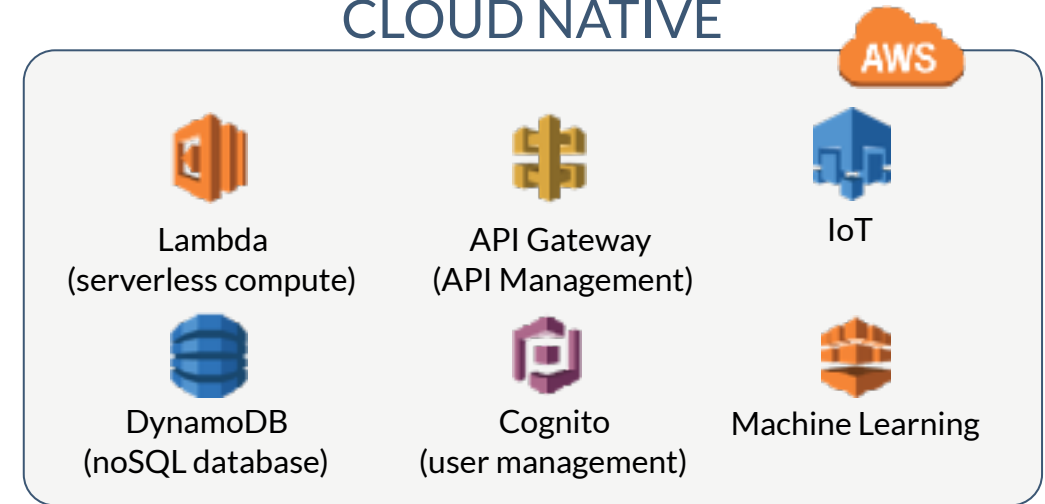 CLOUD NATIVE
AWS
Lambda
(serverless compute)
API Gateway
(API Management)
IoT
DynamoDB
(noSQL database)
Cognito
(user management)
Machine Learning